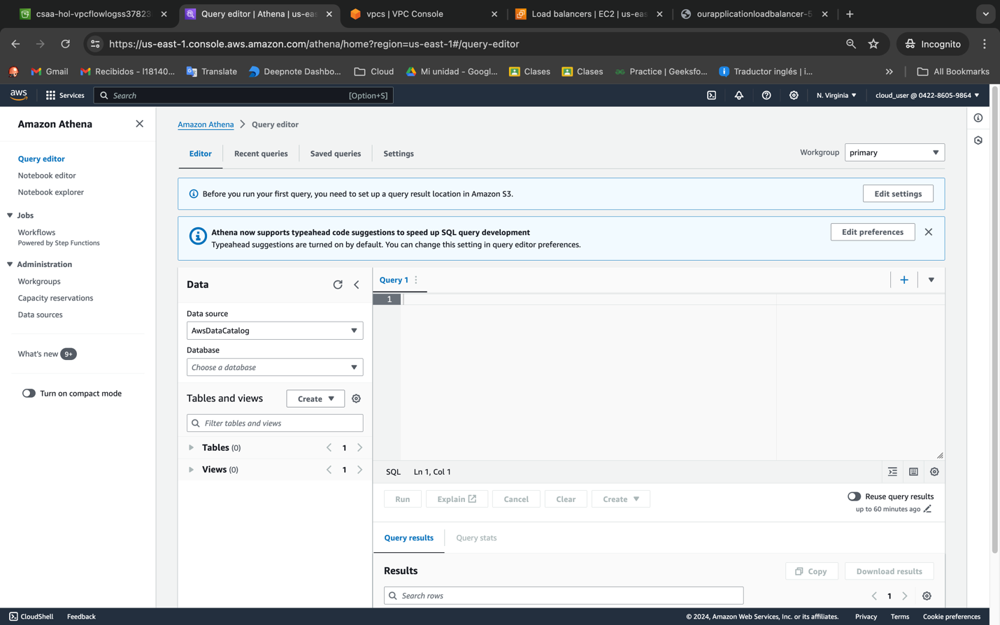 csaa-hol-vpcflowlogss37823
Query editor | Athena | us-eas
vpcs | VPC Console
Load balancers | EC2 | us-eas
ourapplicationloadbalancer-5
https://us-east-1.console.aws.amazon.com/athena/home?region=us-east-1#/query-editor
Incognito
Gmail
Recibidos - l18140...
Translate
Deepnote Dashbo...
Cloud
Mi unidad - Googl...
Clases
Clases
Practice | Geeksfo...
Traductor inglés | i...
All Bookmarks
aws
Services
Search
[Option+S]
N. Virginia
cloud_user @ 0422-8605-9864
Amazon Athena
Query editor
Notebook editor
Notebook explorer
Jobs
Workflows
Powered by Step Functions
Administration
Workgroups
Capacity reservations
Data sources
What's new 9+
Turn on compact mode
Amazon Athena > Query editor
Editor
Recent queries
Saved queries
Settings
Workgroup
primary
Before you run your first query, you need to set up a query result location in Amazon S3.
Edit settings
Athena now supports typeahead code suggestions to speed up SQL query development
Typeahead suggestions are turned on by default. You can change this setting in query editor preferences.
Edit preferences
Data
Data source
AwsDataCatalog
Database
Choose a database
Tables and views
Create
Filter tables and views
Tables (0)
1
Views (0)
1
Query 1
1
SQL
Ln 1, Col 1
Run
Explain
Cancel
Clear
Create
Reuse query results
up to 60 minutes ago
Query results
Query stats
Results
Copy
Download results
Search rows
1
CloudShell
Feedback
© 2024, Amazon Web Services, Inc. or its affiliates.
Privacy
Terms
Cookie preferences